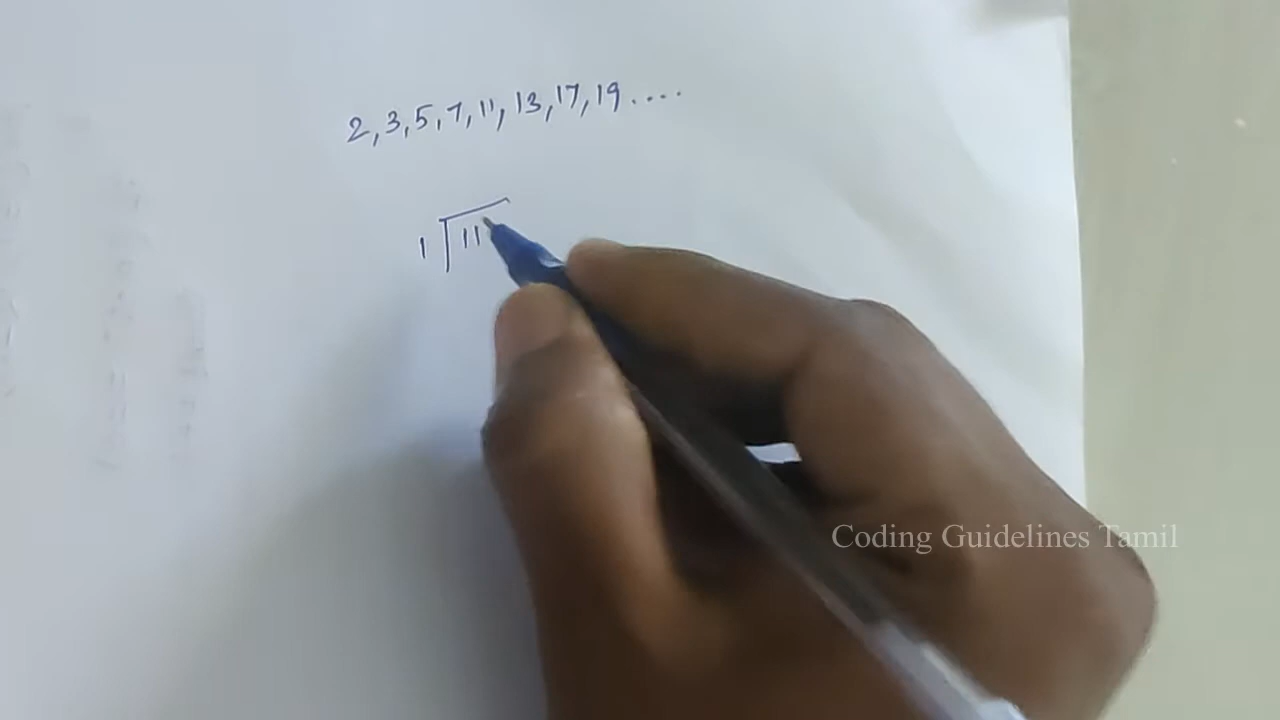 2, 3, 5, 7, 11, 13, 17, 19 ....
1 11
Coding Guidelines Tamil